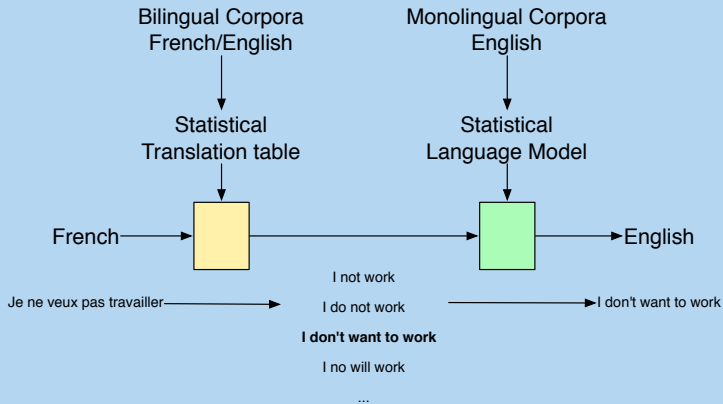 Bilingual Corpora
French/English
Monolingual Corpora
English
Statistical
Translation table
Statistical
Language Model
French
English
Je ne veux pas travailler
I not work
I do not work
I don't want to work
I no will work
...
I don't want to work